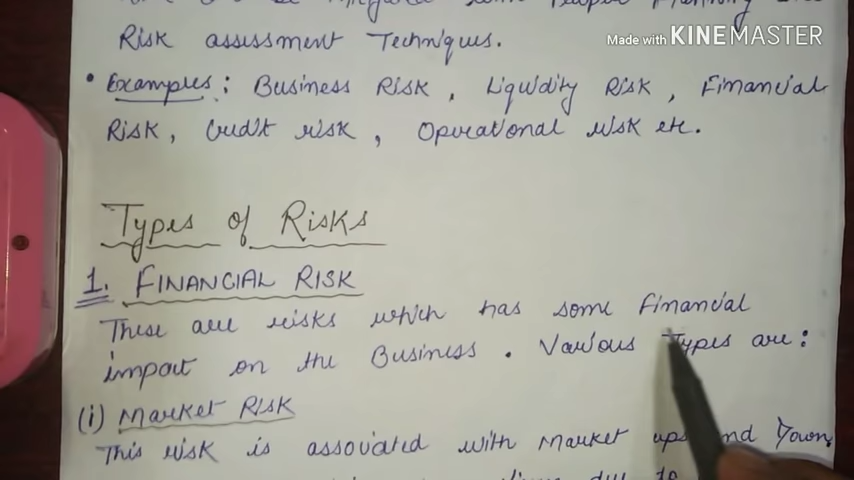 Risk assessment Techniques.
Made with KINEMASTER
• Examples : Business Risk , Liquidity Risk , Financial
Risk , Credit risk , Operational risk etc.
Types of Risks
1. FINANCIAL RISK
These are risks which has some financial
impact on the Business . Various Types are :
(i) Market Risk
This risk is associated with market ups and Down,